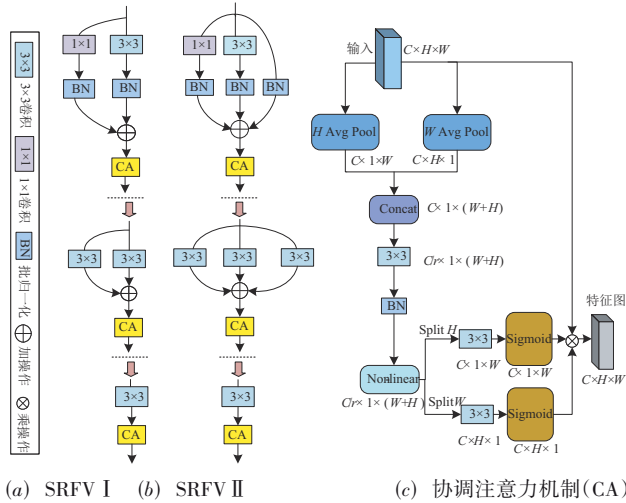 3×3
3×3卷积
1×1
1×1卷积
BN
批归一化
加操作
乘操作
1×1
3×3
BN
BN
CA
3×3
3×3
CA
3×3
CA
(a) SRFV Ⅰ
1×1
3×3
BN
BN
BN
CA
3×3
3×3
3×3
CA
3×3
CA
(b) SRFV Ⅱ
输入
C×H×W
H Avg Pool
W Avg Pool
C×1×W
C×H×1
Concat
C×1×(W+H)
3×3
C/r×1×(W+H)
BN
Nonlinear
C/r×1×(W+H)
Split H
3×3
C×1×W
Sigmoid
C×1×W
Split W
3×3
C×H×1
Sigmoid
C×H×1
特征图
C×H×W
(c) 协调注意力机制(CA)